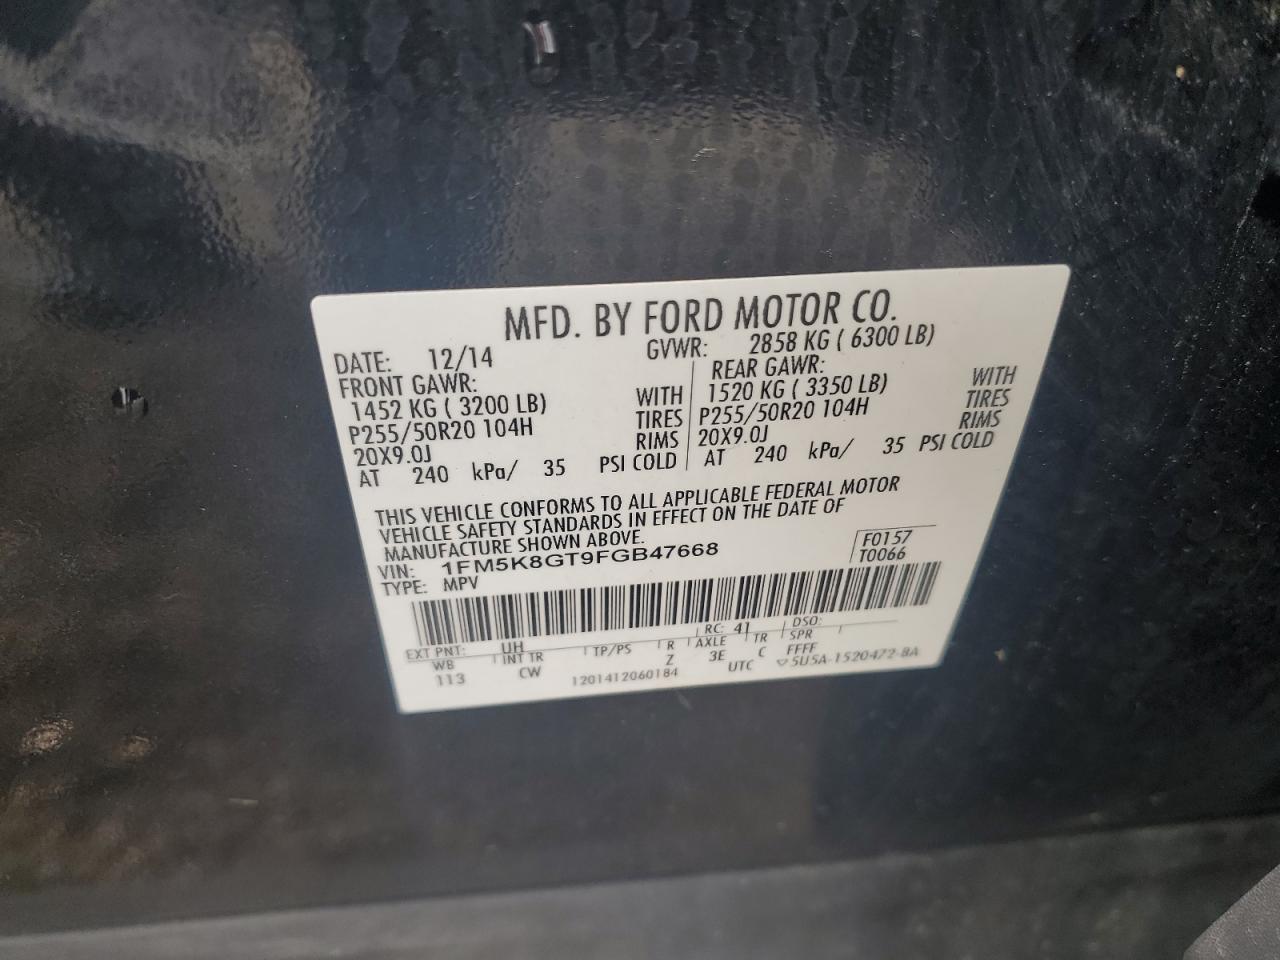 MFD. BY FORD MOTOR CO.
DATE: 12/14 GVWR: 2858 KG ( 6300 LB)
FRONT GAWR: REAR GAWR:
1452 KG ( 3200 LB) WITH 1520 KG ( 3350 LB) WITH
P255/50R20 104H TIRES P255/50R20 104H TIRES
20X9.0J RIMS 20X9.0J RIMS
AT 240 kPa/ 35 PSI COLD AT 240 kPa/ 35 PSI COLD
THIS VEHICLE CONFORMS TO ALL APPLICABLE FEDERAL MOTOR
VEHICLE SAFETY STANDARDS IN EFFECT ON THE DATE OF
MANUFACTURE SHOWN ABOVE.
VIN: 1FM5K8GT9FGB47668 F0157
TYPE: MPV T0066
EXT PNT: UH RC: 41 DSO:
WB INT TR TP/PS R AXLE TR SPR
113 CW Z 3E C FFFF
1201412060184 UTC ▽5U5A-1520472-8A